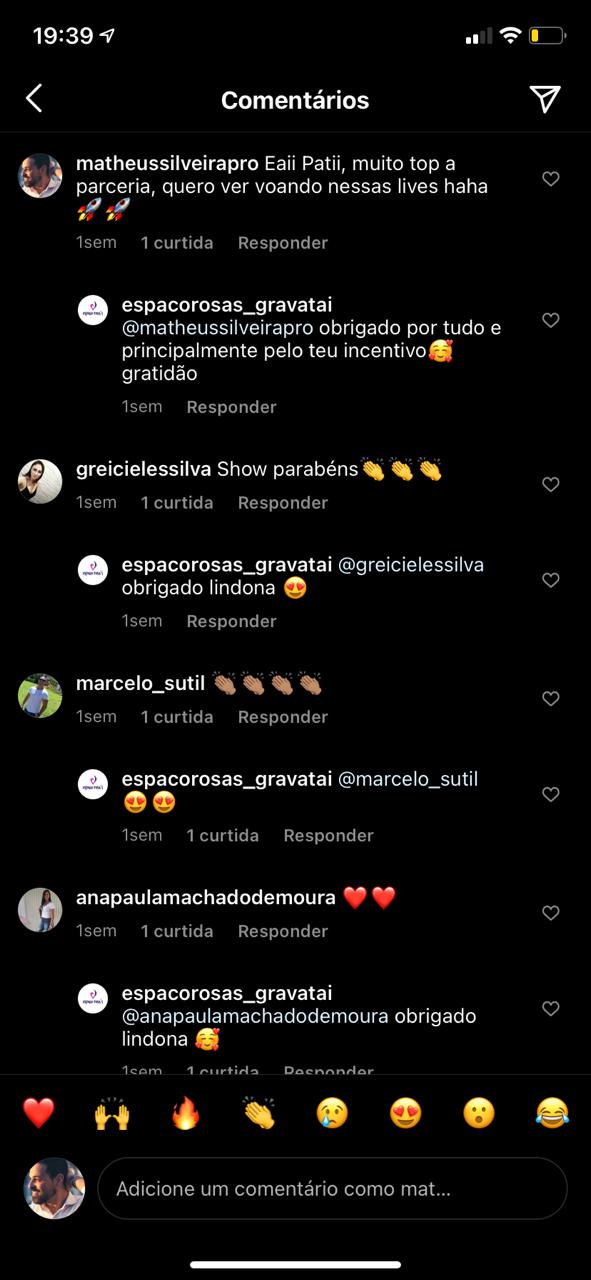 19:39
Comentários
matheussilveirapro Eaii Patii, muito top a
parceria, quero ver voando nessas lives haha
🚀🚀
1sem 1 curtida Responder
espacorosas_gravatai
@matheussilveirapro obrigado por tudo e
principalmente pelo teu incentivo🥰
gratidão
1sem Responder
greicielessilva Show parabéns👏👏👏
1sem 1 curtida Responder
espacorosas_gravatai @greicielessilva
obrigado lindona 😍
1sem Responder
marcelo_sutil 👏🏽👏🏽👏🏽👏🏽
1sem 1 curtida Responder
espacorosas_gravatai @marcelo_sutil
😍😍
1sem 1 curtida Responder
anapaulamachadodemoura ❤️❤️
1sem 1 curtida Responder
espacorosas_gravatai
@anapaulamachadodemoura obrigado
lindona 🥰
1sem 1 curtida Responder
❤️🙌🔥👏😢😍😮😂
Adicione um comentário como mat...